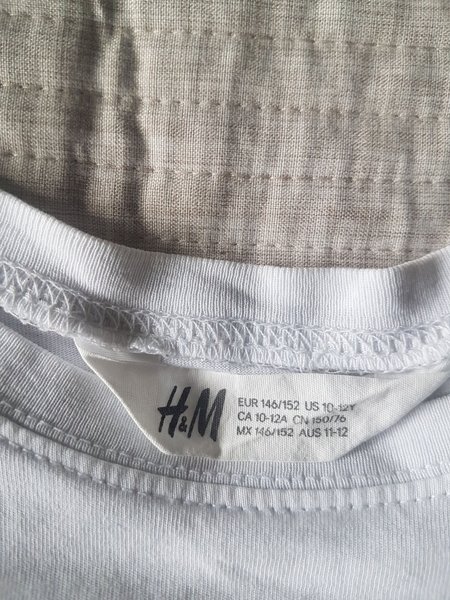 H&M
EUR 146/152 US 10-12Y
CA 10-12A CN 150/76
MX 146/152 AUS 11-12